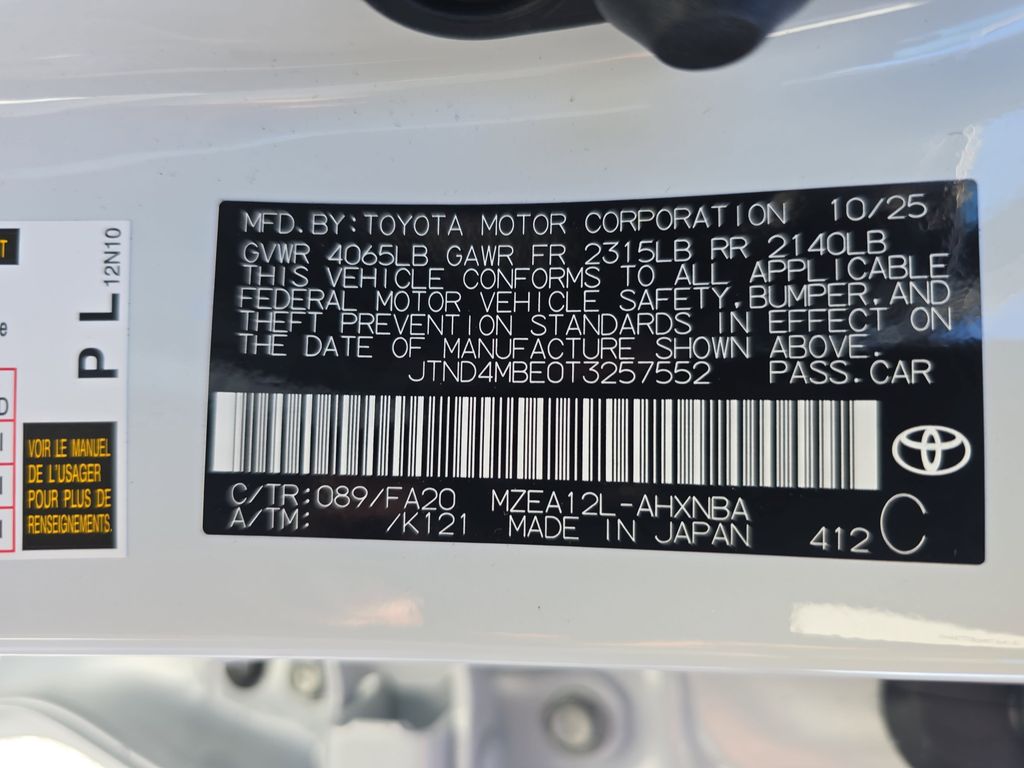 MFD. BY: TOYOTA MOTOR CORPORATION 10/25
GVWR 4065LB GAWR FR 2315LB RR 2140LB
THIS VEHICLE CONFORMS TO ALL APPLICABLE
FEDERAL MOTOR VEHICLE SAFETY, BUMPER, AND
THEFT PREVENTION STANDARDS IN EFFECT ON
THE DATE OF MANUFACTURE SHOWN ABOVE.
JTND4MBE0T3257552 PASS. CAR
C/TR: 089/FA20 MZEA12L-AHXNBA
A/TM: /K121 MADE IN JAPAN 412 C
P L 12N10
VOIR LE MANUEL
DE L'USAGER
POUR PLUS DE
RENSEIGNEMENTS.